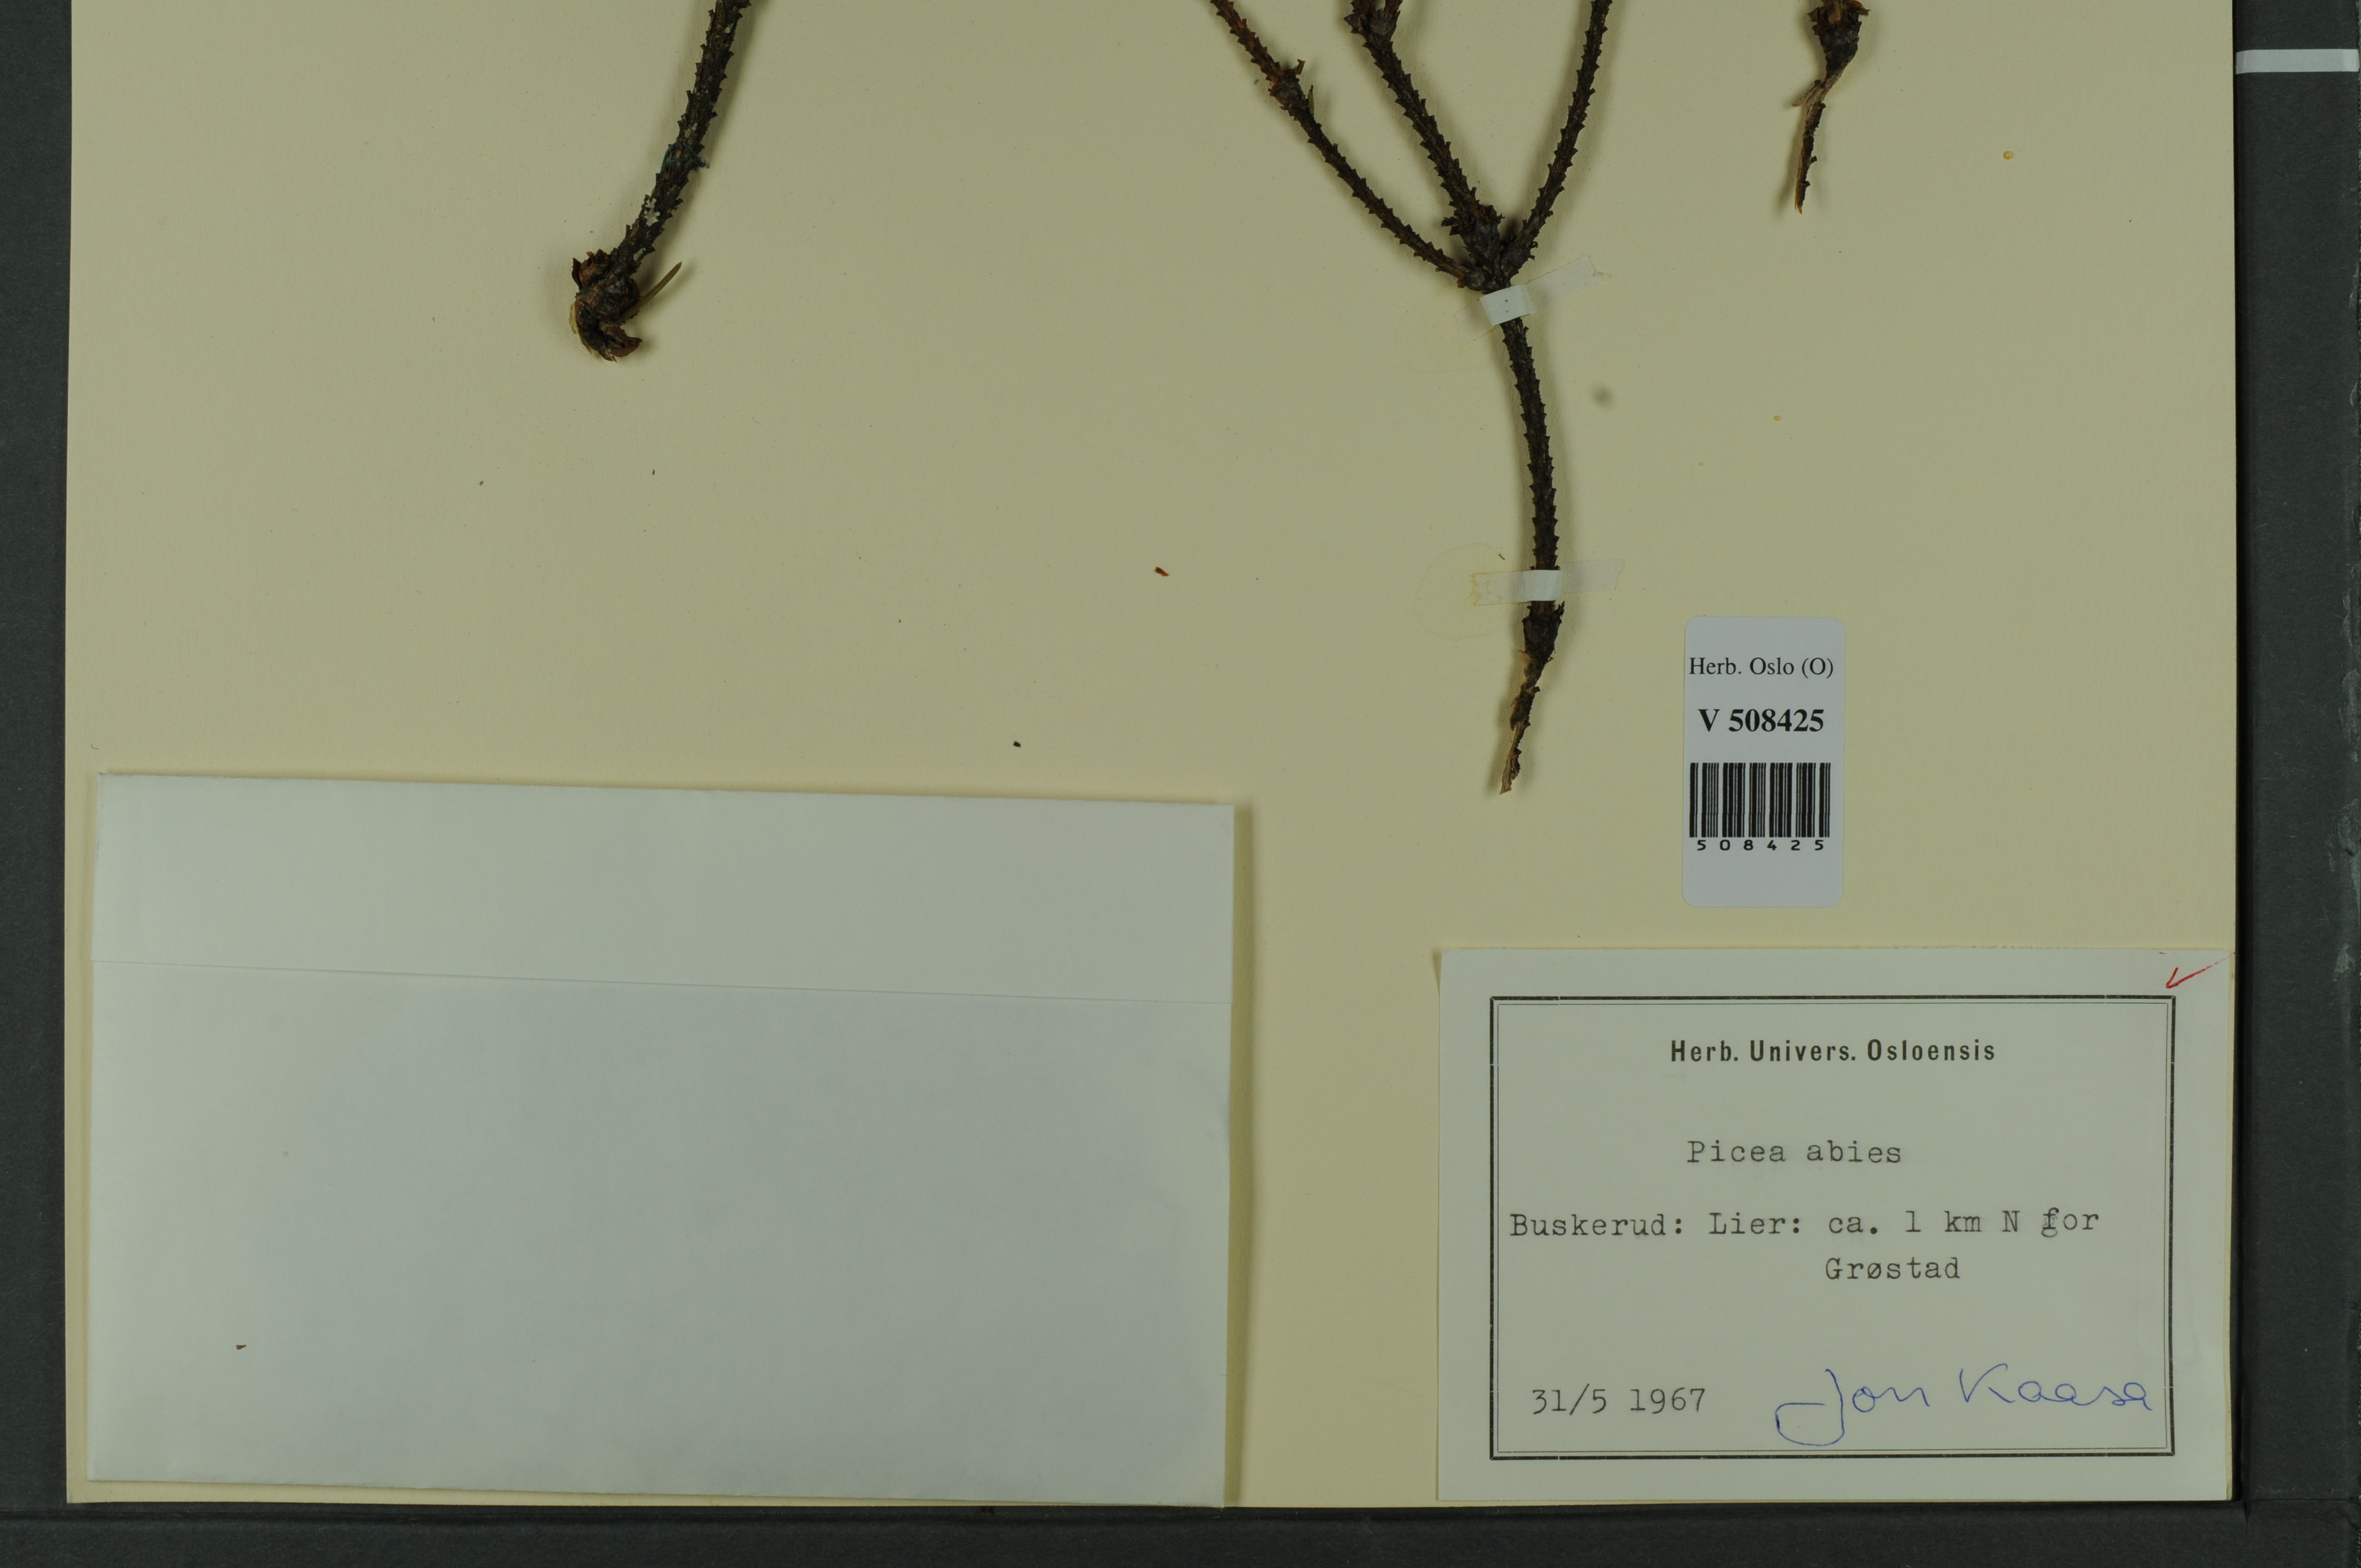 Herb. Oslo (O)
V 508425
508425
Herb. Univers. Osloensis
Picea abies
Buskerud: Lier: ca. 1 km N for
Grøstad
31/5 1967 Jon Kaasa